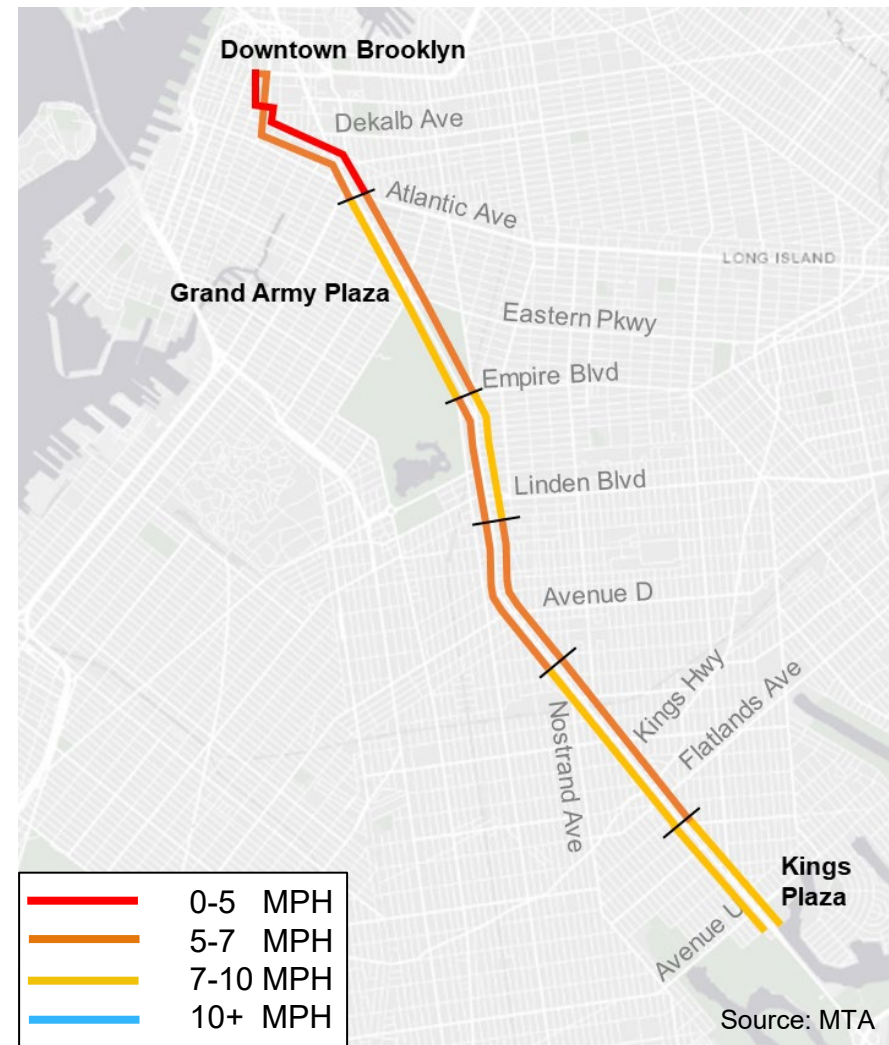 Downtown Brooklyn
Dekalb Ave
Atlantic Ave
LONG ISLAND
Grand Army Plaza
Eastern Pkwy
Empire Blvd
Linden Blvd
Avenue D
Kings Hwy
Flatlands Ave
Nostrand Ave
Kings
Plaza
Avenue U
0-5 MPH
5-7 MPH
7-10 MPH
10+ MPH
Source: MTA